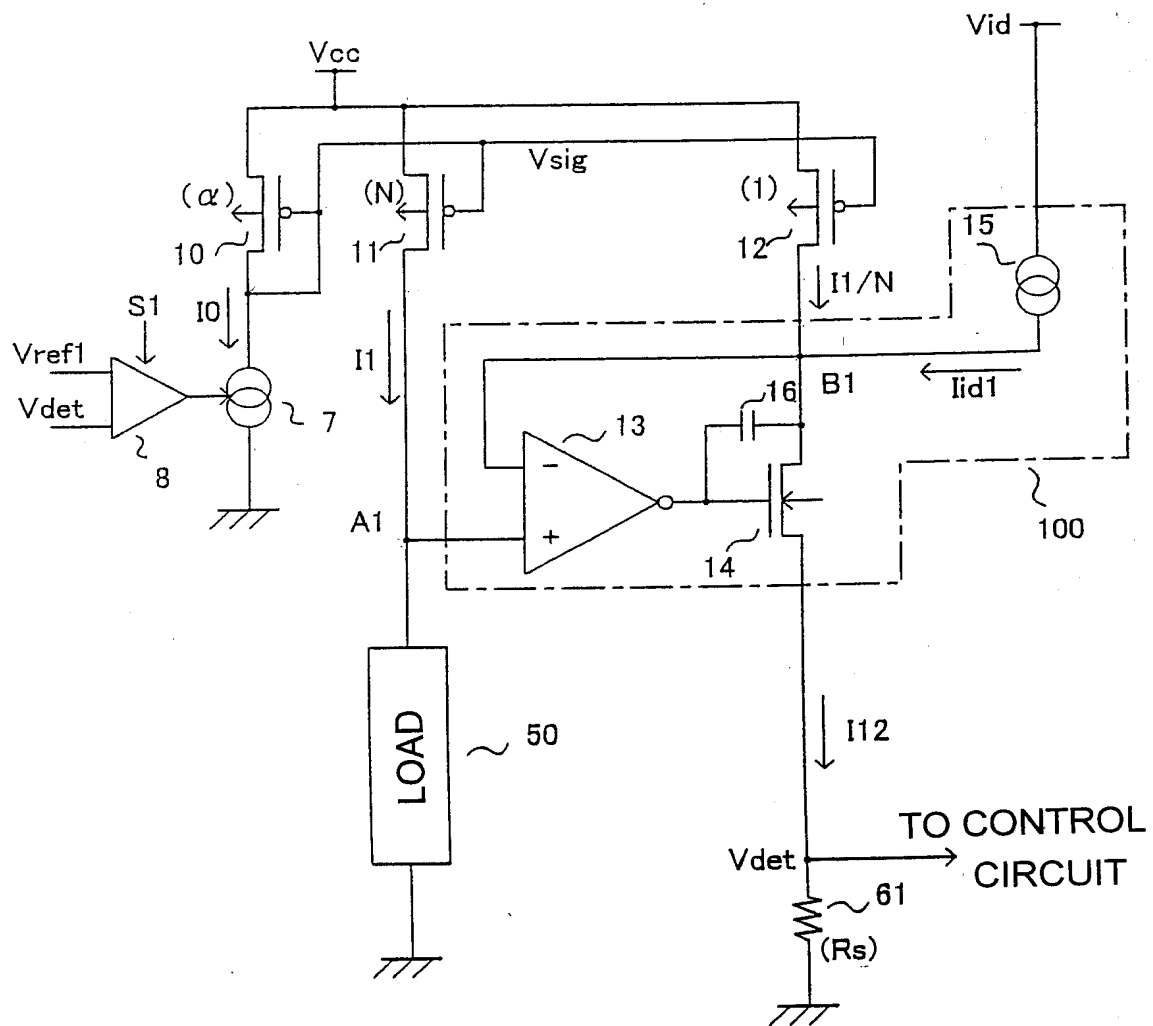 Vid
Vcc
Vsig
(α)
(N)
(1)
10
11
12
15
I1/N
S1
I0
I1
Vref1
Vdet
7
8
B1
Iid1
16
13
−
+
A1
14
100
LOAD
50
I12
TO CONTROL
CIRCUIT
Vdet
61
(Rs)